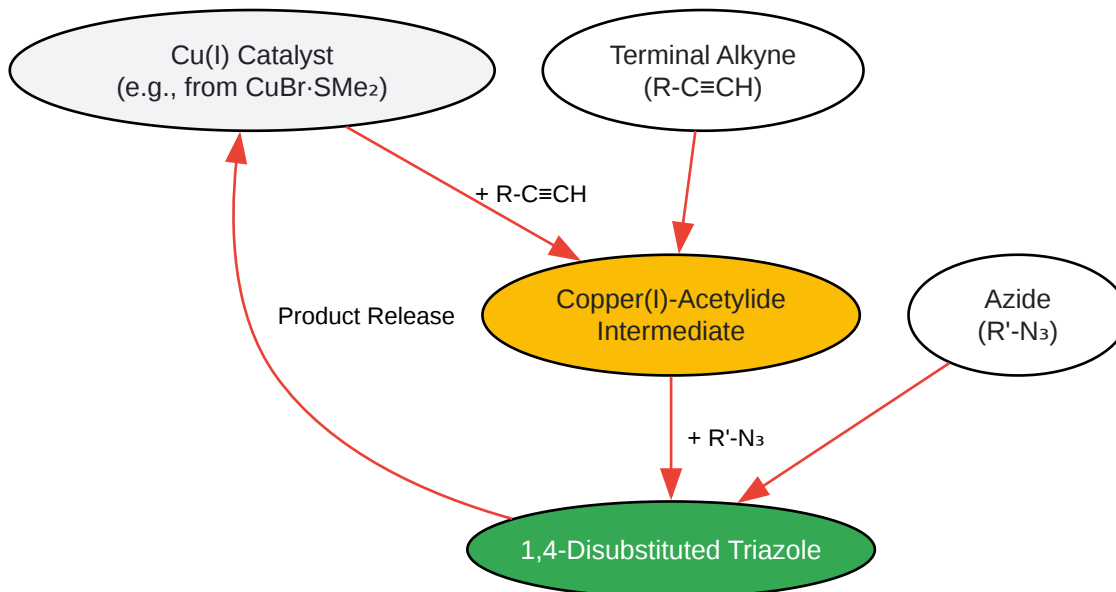 Cu(I) Catalyst
(e.g., from CuBr·SMe₂)
Terminal Alkyne
(R-C≡CH)
+ R-C≡CH
Copper(I)-Acetylide
Intermediate
Azide
(R'-N₃)
Product Release
+ R'-N₃
1,4-Disubstituted Triazole